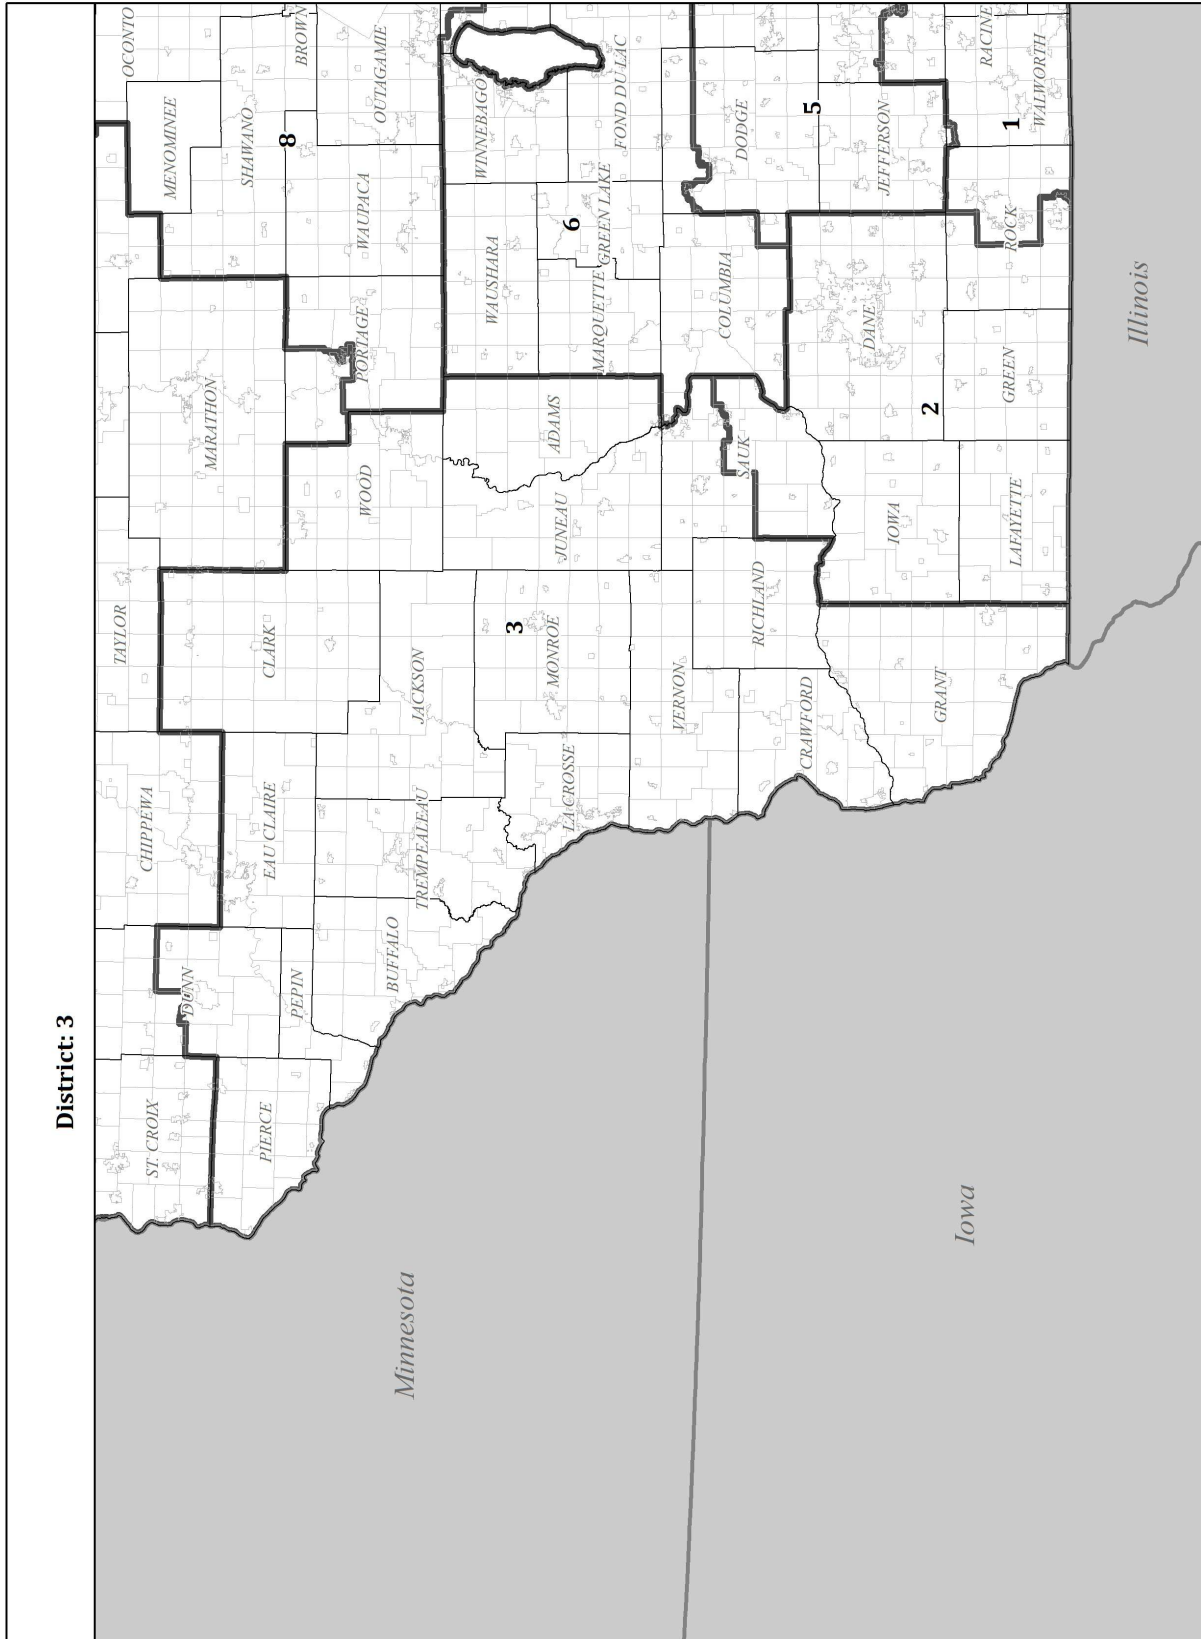 District: 3
ST. CROIX
PIERCE
DUNN
PEPIN
CHIPPEWA
EAU CLAIRE
BUFFALO
TREMPEALEAU
TAYLOR
CLARK
JACKSON
LA CROSSE
3
MONROE
VERNON
CRAWFORD
RICHLAND
GRANT
MARATHON
WOOD
JUNEAU
ADAMS
SAUK
IOWA
LAFAYETTE
PORTAGE
2
DANE
GREEN
COLUMBIA
OCONTO
MENOMINEE
SHAWANO
8
BROWN
OUTAGAMIE
WAUPACA
WINNEBAGO
WAUSHARA
6
MARQUETTE
GREEN LAKE
FOND DU LAC
DODGE
5
JEFFERSON
ROCK
RACINE
1
WALWORTH
Minnesota
Iowa
Illinois